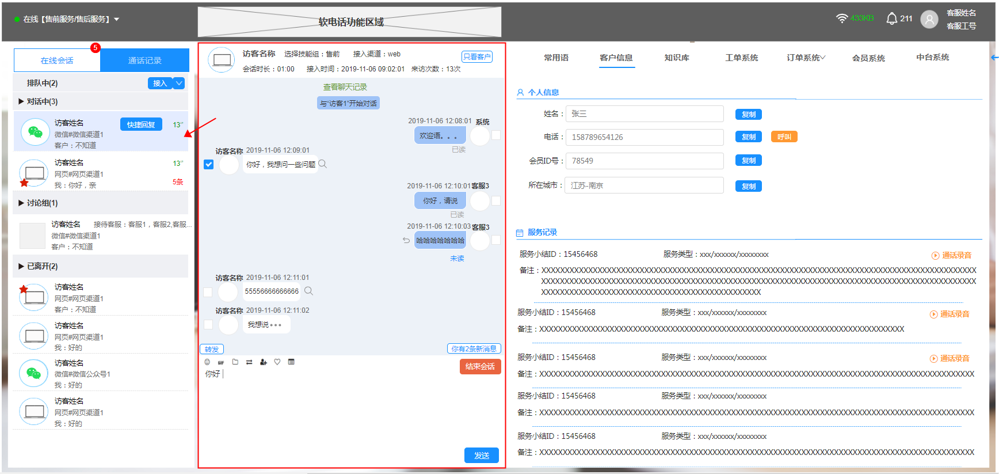 在线【售前服务/售后服务】
软电话功能区域
433KB
211
客服姓名
客服工号
在线会话
5
通话记录
排队中(2)
接入
对话中(3)
访客姓名
快捷回复
13''
微信#微信渠道1
客户：不知道
访客姓名
13''
网页#网页渠道1
我：你好，亲
5条
讨论组(1)
访客姓名 接待客服：客服1，客服2,客服...
微信#微信渠道1
客户：不知道
已离开(2)
访客姓名
网页#网页渠道1
客户：不知道
访客姓名
网页#网页渠道1
我：好的
访客姓名
微信#微信公众号1
我：好的
访客姓名
网页#网页渠道1
我：好的
访客名称 选择技能组：售前 接入渠道：web
只看客户
会话时长：01:00 接入时间：2019-11-06 09:02:01 来访次数：13次
查看聊天记录
与“访客1”开始对话
2019-11-06 12:08:01 系统
欢迎语。。。
已读
访客名称 2019-11-06 12:09:01
你好，我想问一些问题
2019-11-06 12:10:01 客服3
你好，请说
已读
2019-11-06 12:10:03 客服3
哈哈哈哈哈哈哈
未读
访客名称 2019-11-06 12:11:01
55556666666666
访客名称 2019-11-06 12:11:02
我想说
转发
你有2条新消息
GIF
结束会话
你好
发送
常用语 客户信息 知识库 工单系统 订单系统 会员系统 中台系统
个人信息
姓名： 张三 复制
电话： 158789654126 复制 呼叫
会员ID号： 78549 复制
所在城市： 江苏-南京 复制
服务记录
服务小结ID：15456468 服务类型：xxx/xxxxxx/xxxxxxxx 通话录音
备注：XXXXXXXXXXXXXXXXXXXXXXXXXXXXXXXXXXXXXXXXXXXXXXXXXXXXXXXXXXXXXXXXXXXXXXXXXXXXXXXXXXXXXXXXXXXXXX
XXXXXXXXXXXXXXXXXXXXXXXXXXXXXXXXXXXXXXXXXXXXXXXXXXXXXXXXXXXXXXXXXXXXXXXXXXXXXXXXXXXXXXXXXXXXXX
XXXXXXXXXXXXXXXXXXXXXXXXXXXXXXXXXXXXXXXXXXXXXXX
服务小结ID：15456468 服务类型：xxx/xxxxxx/xxxxxxxx 通话录音
备注：XXXXXXXXXXXXXXXXXXXXXXXXXXXXXXXXXXXXXXXXXXXXXXXXXXXXXXXXXXXXXXXXXXXXXXXXXXXXXX
服务小结ID：15456468 服务类型：xxx/xxxxxx/xxxxxxxx 通话录音
备注：XXXXXXXXXXXXXXXXXXXXXXXXXXXXXXXXXXXXXXXXXXXXXXXXXXXXXXXXXXXXXXXXXXXXXXXXXXXXXXXXXXXXXXXXXXXXXX
服务小结ID：15456468 服务类型：xxx/xxxxxx/xxxxxxxx
备注：XXXXXXXXXXXXXXXXXXXXXXXXXXXXXXXXXXXXXXXXXXXXXXXXXXXXXXXXXXXXXXXXXXXXXXXXXXXXXXXXXXXXXXXXXXXXXX
服务小结ID：15456468 服务类型：xxx/xxxxxx/xxxxxxxx
备注：XXXXXXXXXXXXXXXXXXXXXXXXXXXXXXXXXXXXXXXXXXXXXXXXXXXXXXXXXXXXXXXXXXXXXXXXXXXXXXXXXXXXXXXXXXXXXX